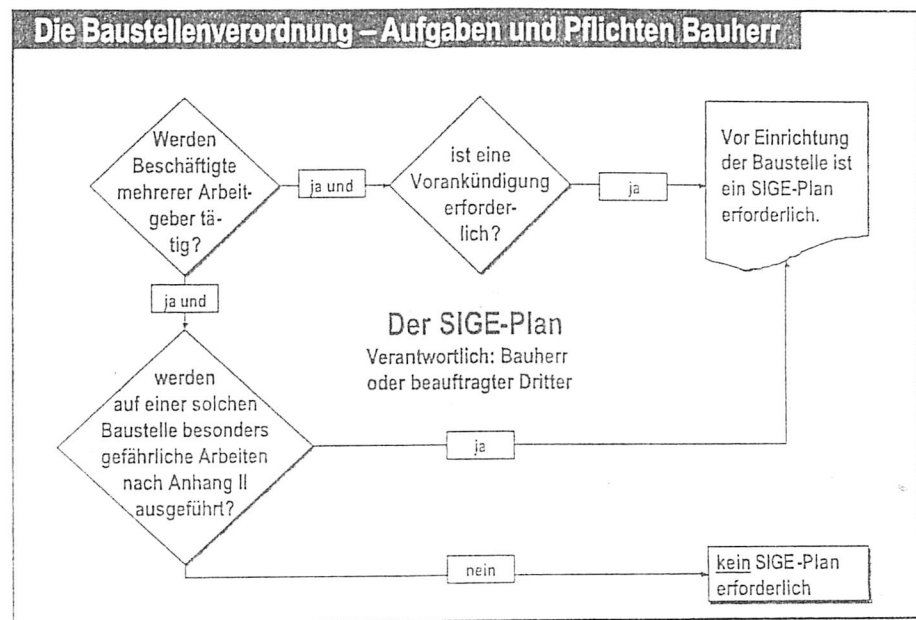 Die Baustellenverordnung – Aufgaben und Pflichten Bauherr
Werden
Beschäftigte
mehrerer Arbeit-
geber tä-
tig?
ja und
ist eine
Vorankündigung
erforder-
lich?
ja
Vor Einrichtung
der Baustelle ist
ein SIGE-Plan
erforderlich.
ja und
Der SIGE-Plan
Verantwortlich: Bauherr
oder beauftragter Dritter
werden
auf einer solchen
Baustelle besonders
gefährliche Arbeiten
nach Anhang II
ausgeführt?
ja
nein
kein SIGE-Plan
erforderlich